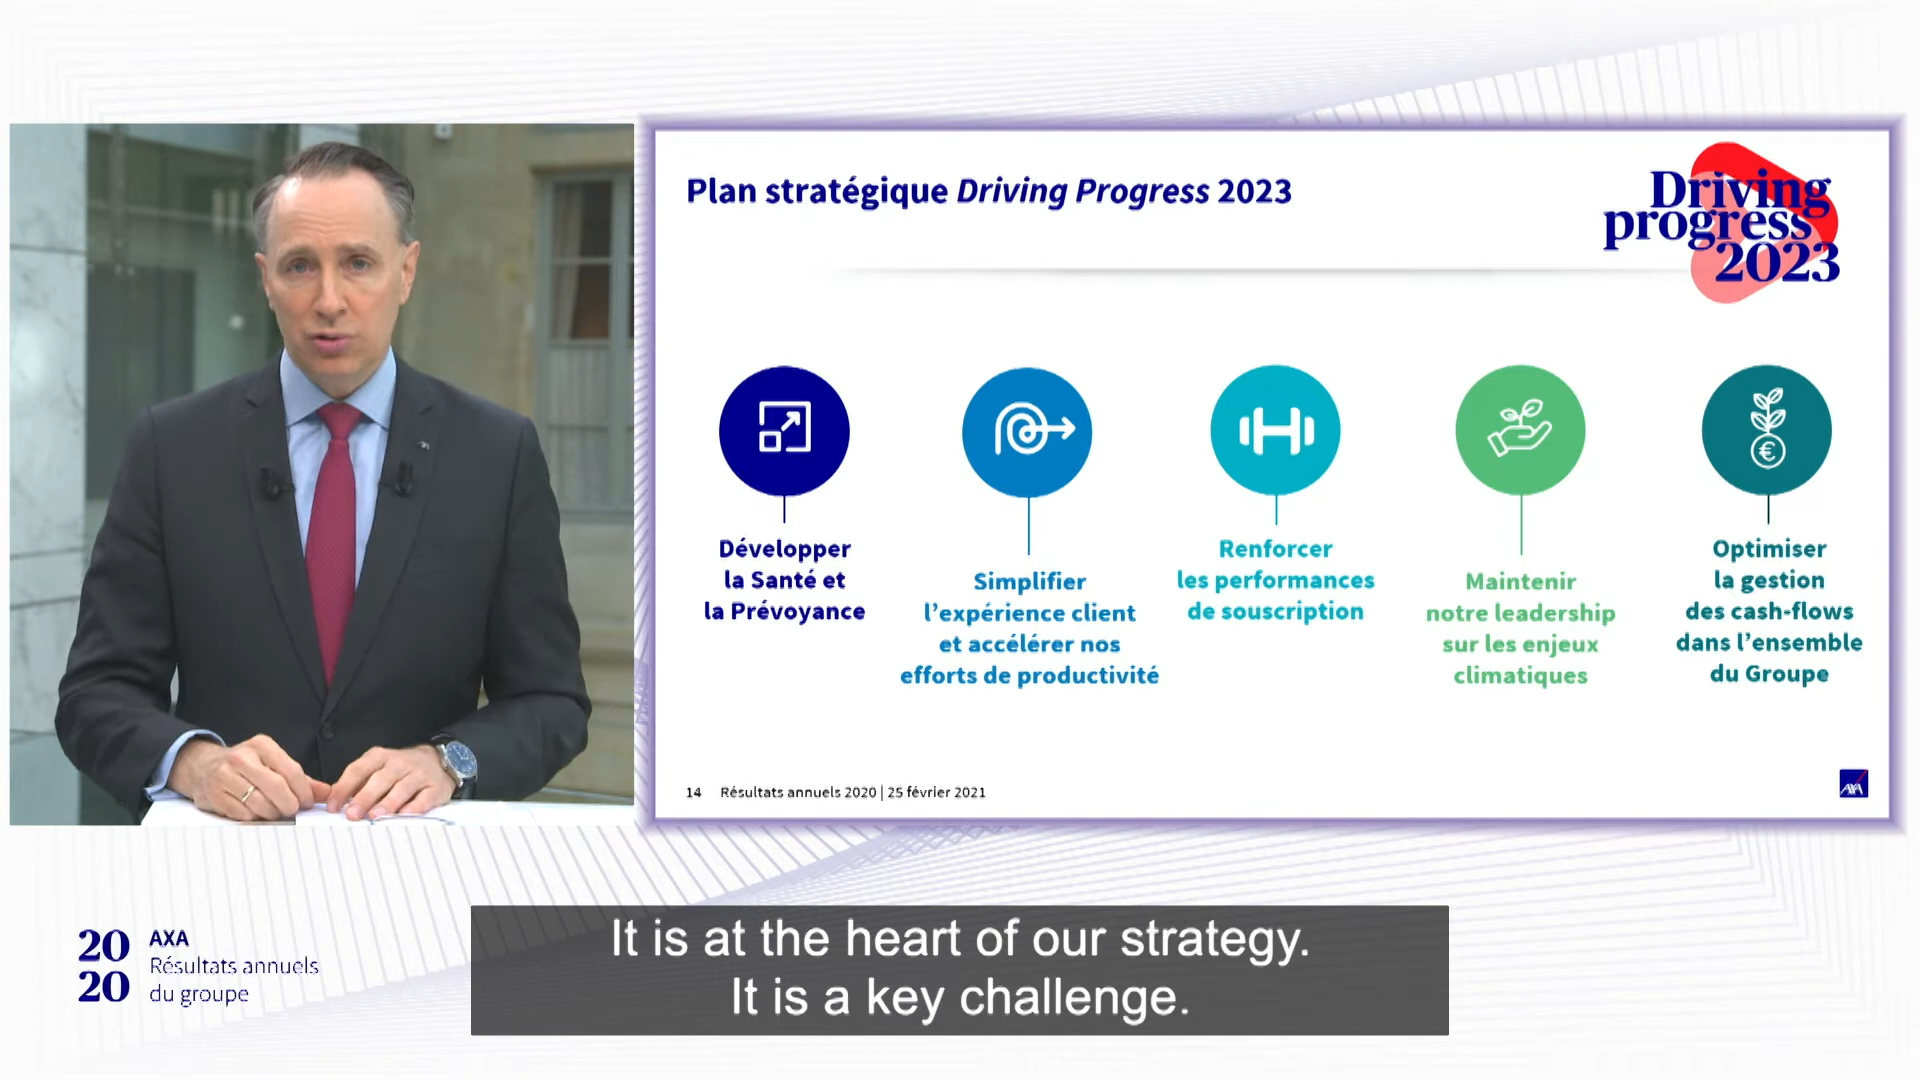 Plan stratégique Driving Progress 2023
Driving
progress
2023
Développer
la Santé et
la Prévoyance
Simplifier
l'expérience client
et accélérer nos
efforts de productivité
Renforcer
les performances
de souscription
Maintenir
notre leadership
sur les enjeux
climatiques
€
Optimiser
la gestion
des cash-flows
dans l'ensemble
du Groupe
14 Résultats annuels 2020 | 25 février 2021
AXA
20
20
AXA
Résultats annuels
du groupe
It is at the heart of our strategy.
It is a key challenge.